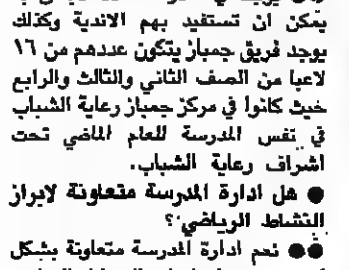 يمكن ان تستفيد بهم الاندية وكذلك
يوجد فريق جمباز يتكون عددهم من ١٦
لاعبا من الصف الثاني والثالث والرابع
حيث كانوا في مركز جمباز رعاية الشباب
في نفس المدرسة للعام الماضي تحت
اشراف رعاية الشباب.
● هل ادارة المدرسة متعاونة لابراز
النشاط الرياضي ؟
●● نعم ادارة المدرسة متعاونة بشكل